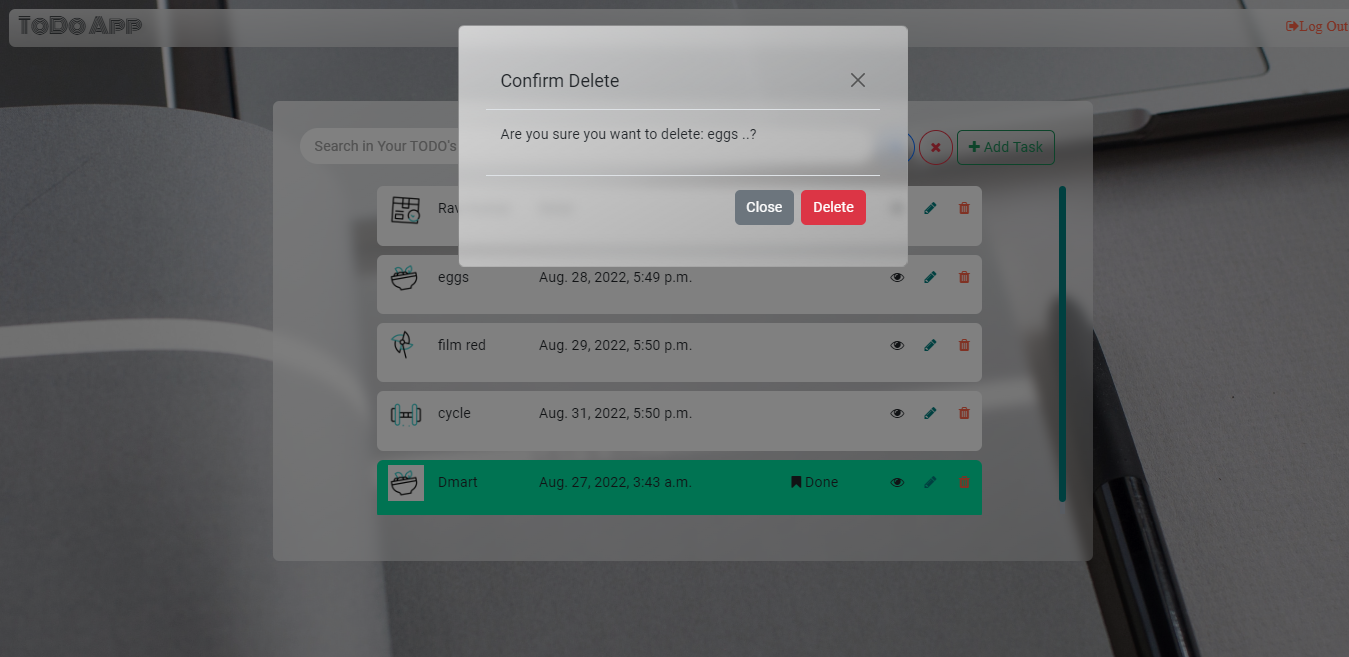 ToDo App
Log Out
Confirm Delete
Are you sure you want to delete: eggs ..?
Search in Your TODO's
Add Task
Close Delete
eggs Aug. 28, 2022, 5:49 p.m.
film red Aug. 29, 2022, 5:50 p.m.
cycle Aug. 31, 2022, 5:50 p.m.
Dmart Aug. 27, 2022, 3:43 a.m. Done